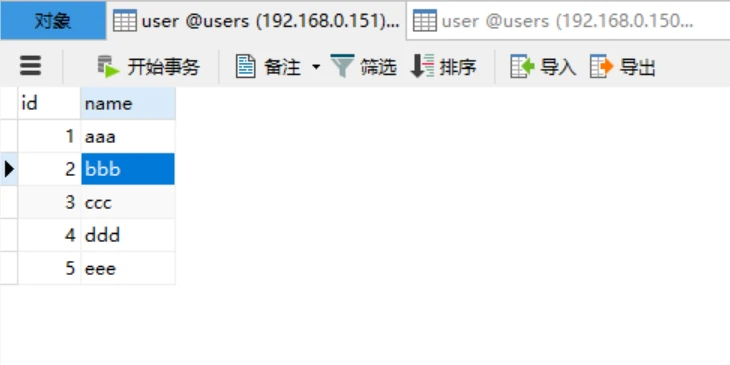 对象 user @users (192.168.0.151)... user @users (192.168.0.150...
开始事务 备注 筛选 排序 导入 导出
id name
1 aaa
2 bbb
3 ccc
4 ddd
5 eee